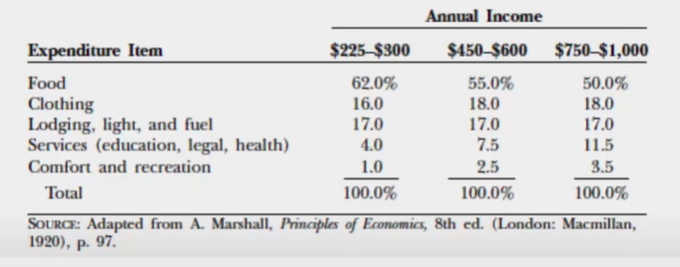 Annual Income
Expenditure Item $225–$300 $450–$600 $750–$1,000
Food 62.0% 55.0% 50.0%
Clothing 16.0 18.0 18.0
Lodging, light, and fuel 17.0 17.0 17.0
Services (education, legal, health) 4.0 7.5 11.5
Comfort and recreation 1.0 2.5 3.5
Total 100.0% 100.0% 100.0%
SOURCE: Adapted from A. Marshall, Principles of Economics, 8th ed. (London: Macmillan,
1920), p. 97.